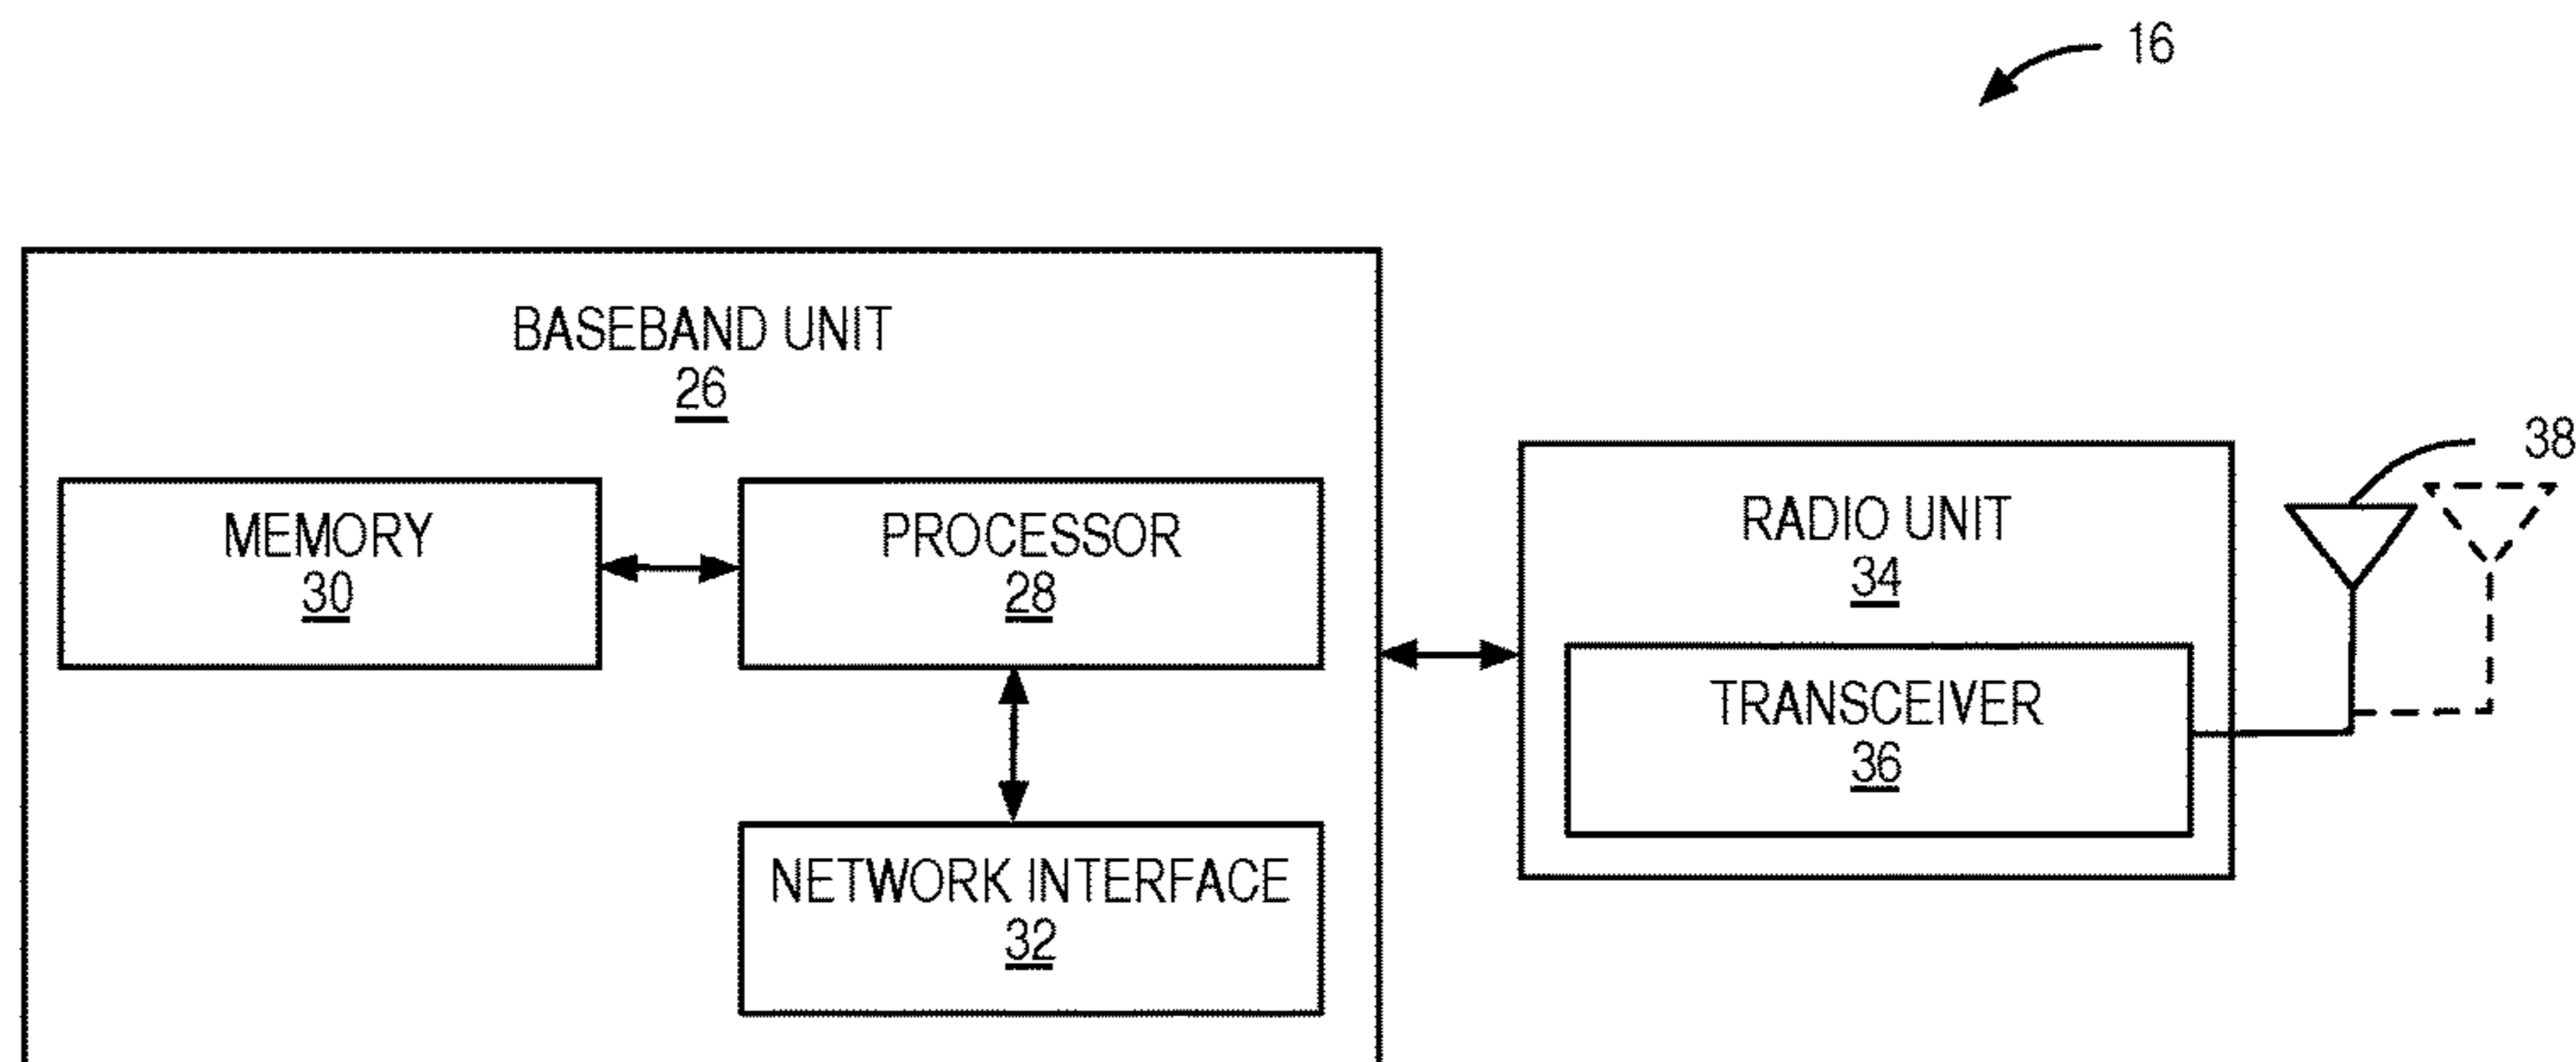 16
BASEBAND UNIT
26
MEMORY
30
PROCESSOR
28
NETWORK INTERFACE
32
RADIO UNIT
34
TRANSCEIVER
36
38